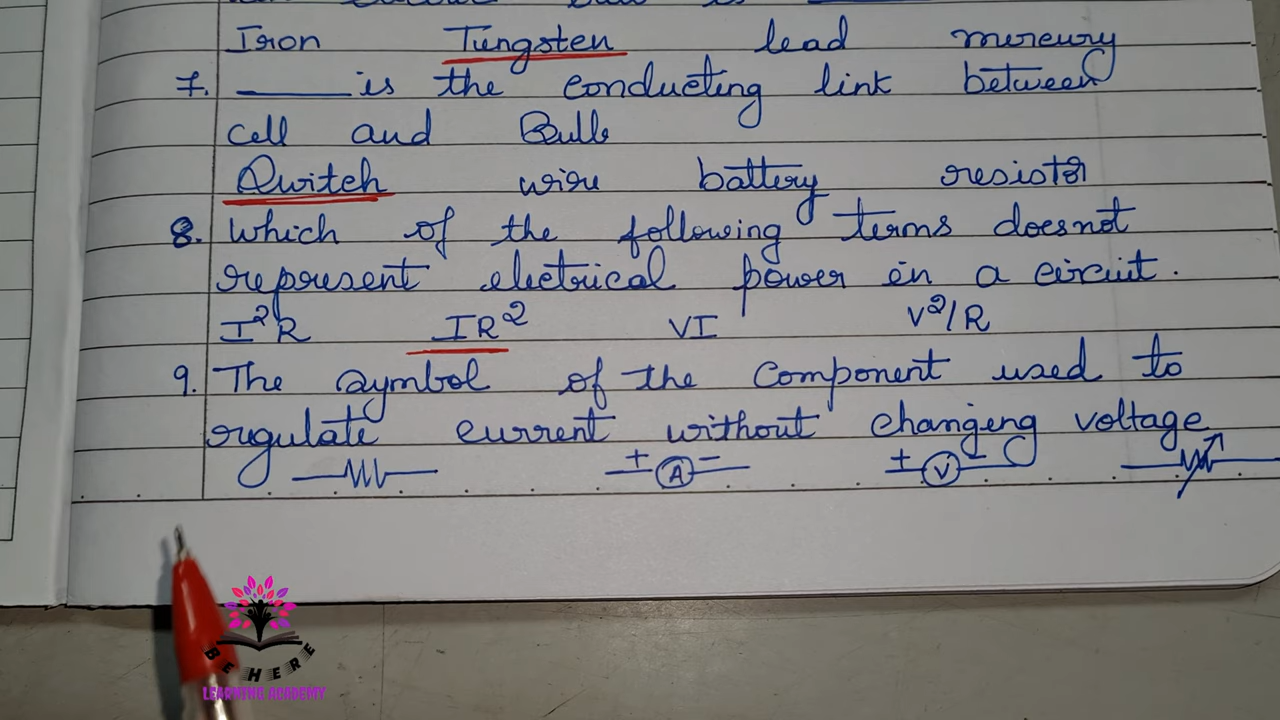 Iron Tungsten lead mercury
7. ______ is the conducting link between
cell and Bulb
Switch wire battery resistor
8. Which of the following terms doesnot
represent electrical power in a circuit.
I²R IR² VI V²/R
9. The symbol of the component used to
regulate current without changing voltage
+ A - + V -
BEHERE
LEARNING ACADEMY